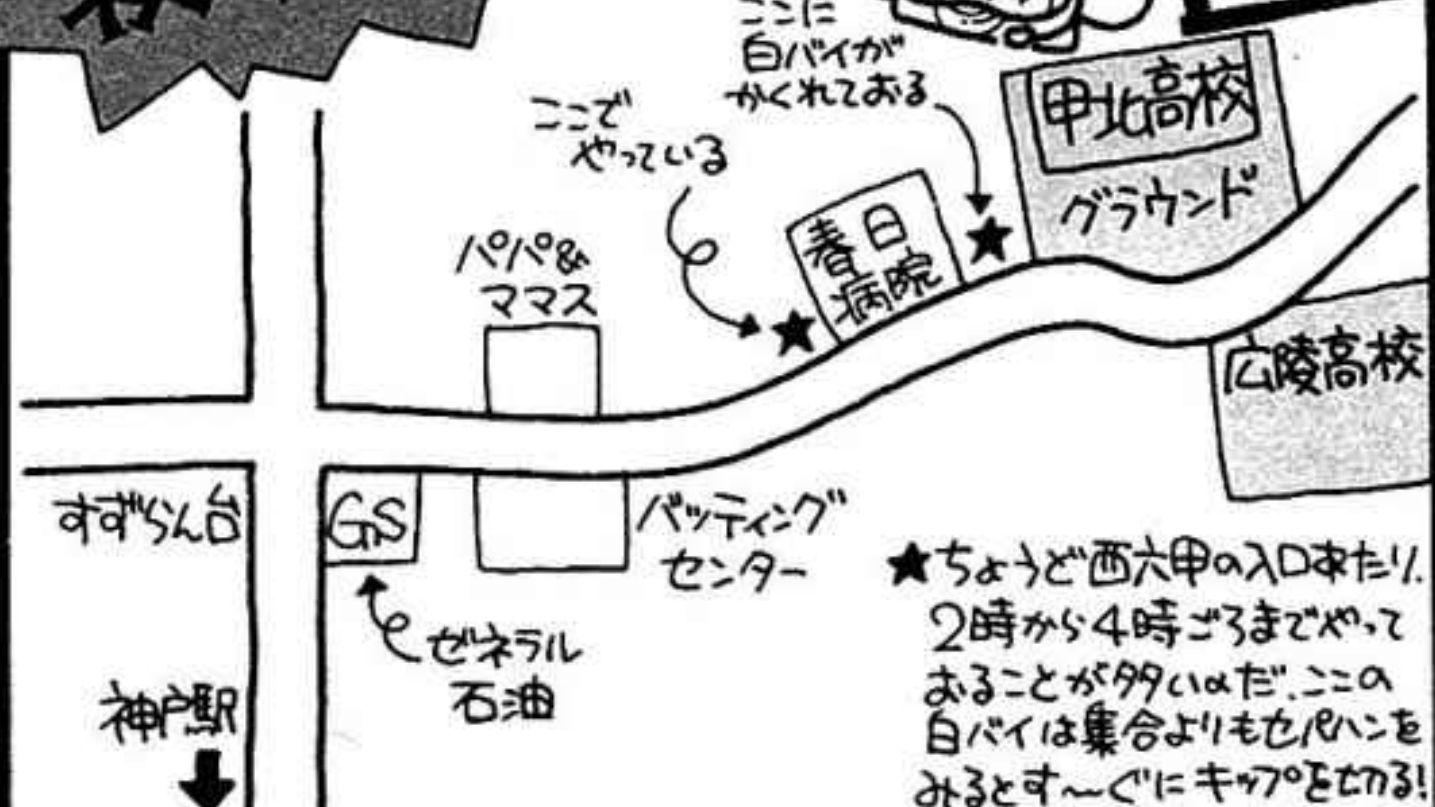 ここに
白バイが
かくれておる
ここで
やっている
甲北高校
グラウンド
春日
病院
パパ&
ママス
広陵高校
すずらん台
GS
バッティング
センター
ゼネラル
石油
神戸駅
★ちょうど西六甲の入口あたり.
2時から4時ごろまでやって
おることが多いのだ.ここの
白バイは集合よりもセパハンを
みるとす〜ぐにキップを切る!